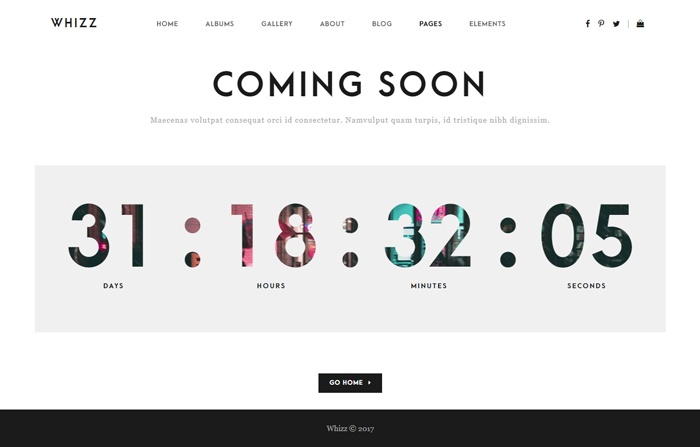 WHIZZ HOME ALBUMS GALLERY ABOUT BLOG PAGES ELEMENTS
COMING SOON
Maecenas volutpat consequat orci id consectetur. Namvulput quam turpis, id tristique nibh dignissim.
31 : 18 : 32 : 05
DAYS HOURS MINUTES SECONDS
GO HOME
Whizz © 2017